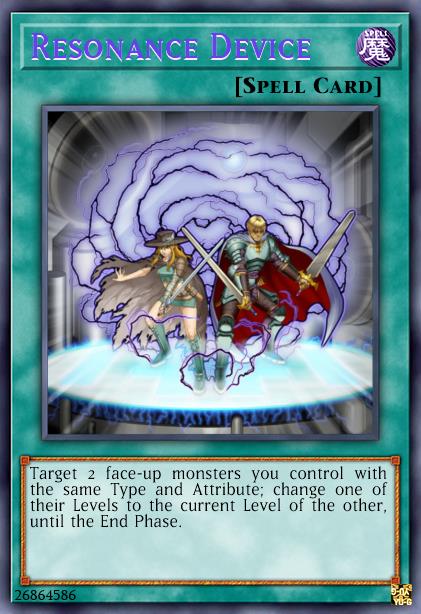 Resonance Device
SPELL
魔
[Spell Card]
Target 2 face-up monsters you control with
the same Type and Attribute; change one of
their Levels to the current Level of the other,
until the End Phase.
26864586